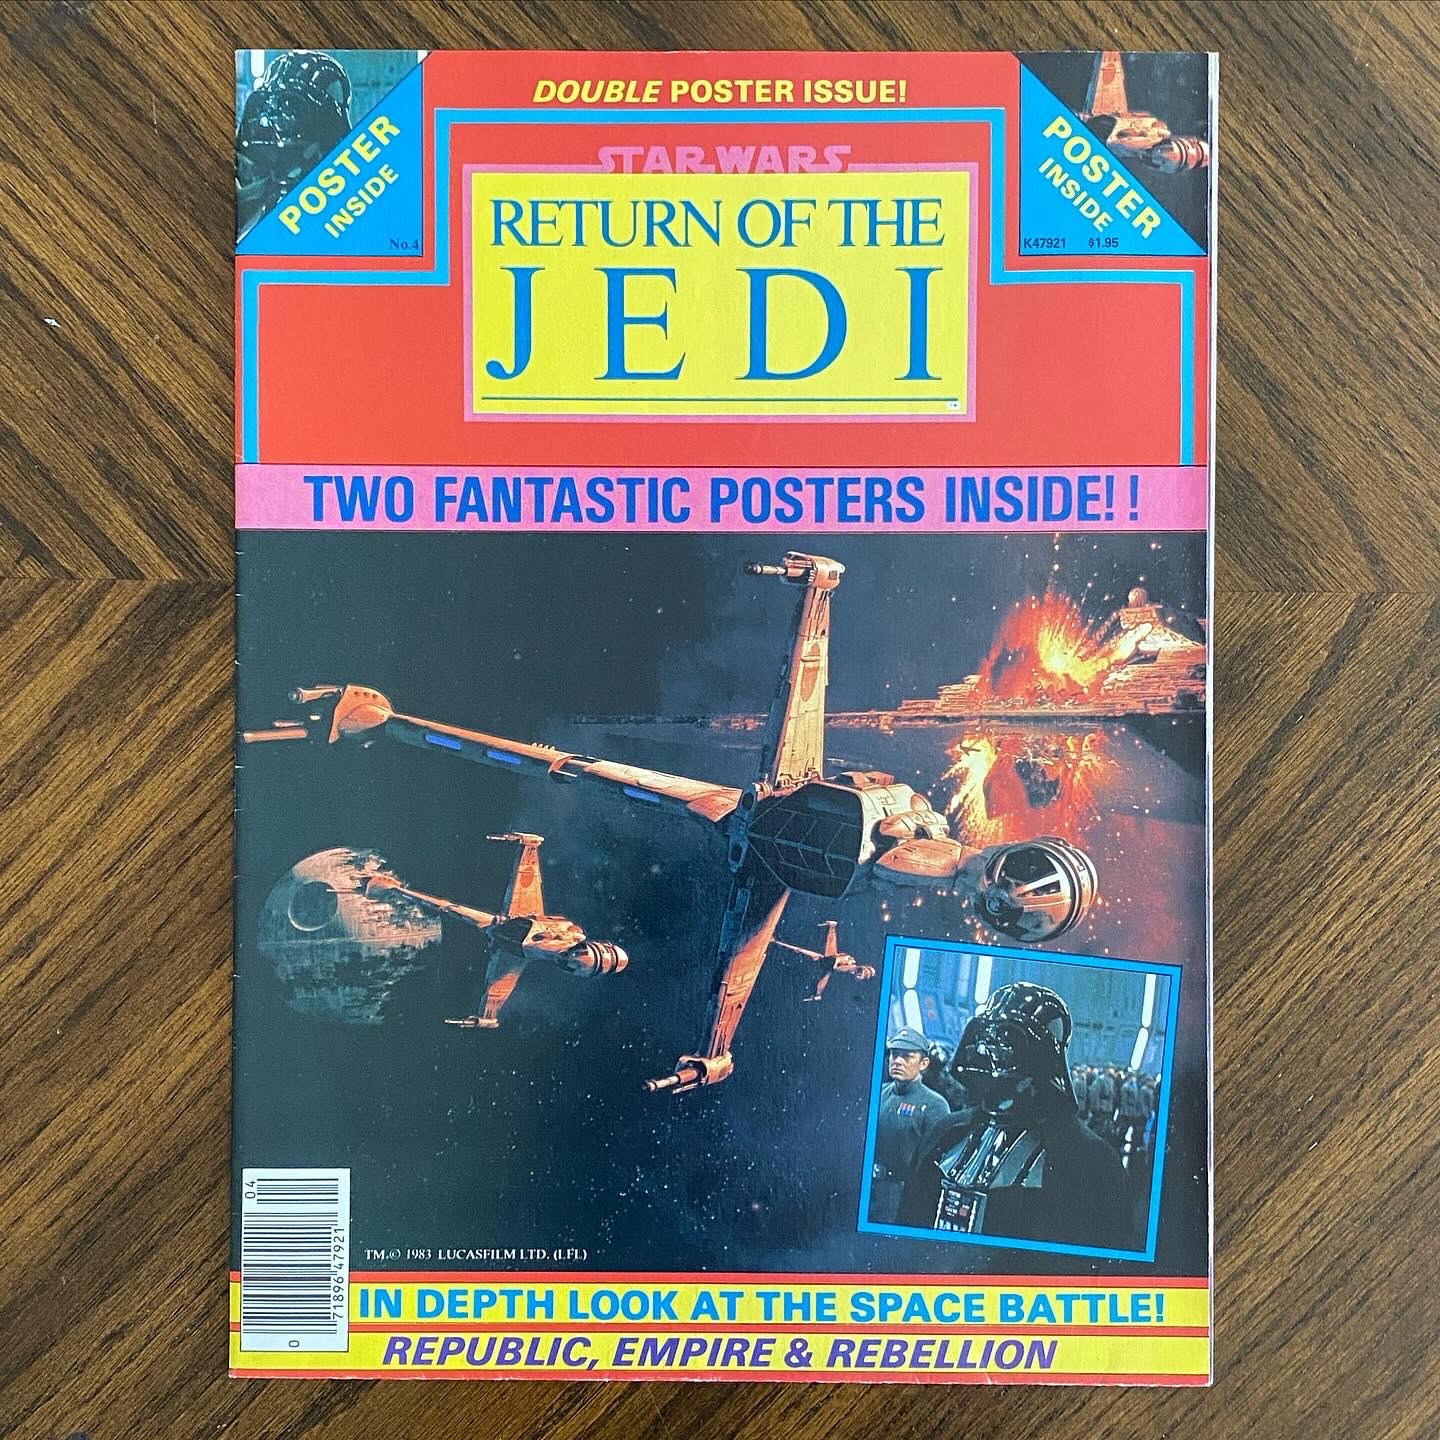 DOUBLE POSTER ISSUE!
POSTER
INSIDE
No.4
POSTER
INSIDE
K47921 $1.95
STAR WARS
RETURN OF THE
JEDI
TWO FANTASTIC POSTERS INSIDE!!
04
0 71896 47921
TM.© 1983 LUCASFILM LTD. (LFL)
IN DEPTH LOOK AT THE SPACE BATTLE!
REPUBLIC, EMPIRE & REBELLION